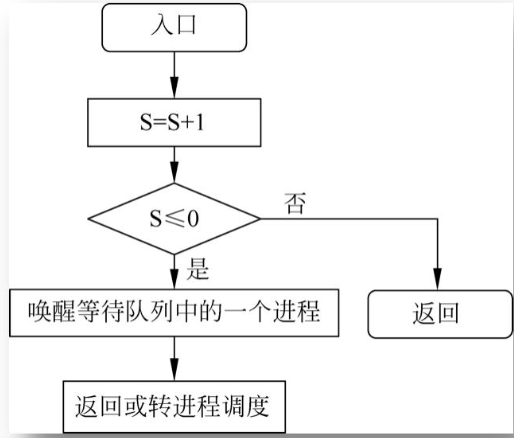 入口
S=S+1
S≤0
否
是
唤醒等待队列中的一个进程
返回
返回或转进程调度